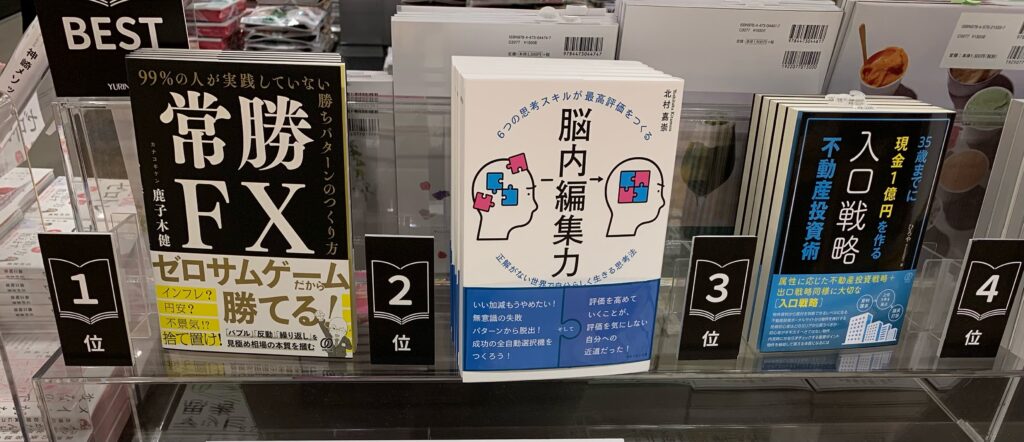 BEST
YURIN
1
位
99%の人が実践していない
勝ちパターンのつくり方
常勝
FX
カナコモケン
鹿子木健
ゼロサムゲーム
だから
勝てる!
インフレ?
円安?
不景気!?
捨て置け!
「バブル」「反動」「繰り返し」を
見極め相場の本質を掴む
2
位
6つの思考スキルが最高評価をつくる
北村嘉崇
脳内編集力
正解がない世界で自分らしく生きる思考法
いい加減もうやめたい!
無意識の失敗
パターンから脱出!
成功の全自動選択機を
つくろう!
そして
評価を高めて
いくことが、
評価を気にしない
自分への
近道だった!
3
位
35歳までに
現金1億円を作る
入口戦略
不動産投資術
属性に応じた不動産投資戦略+
出口戦略同様に大切な
「入口戦略」
4
位